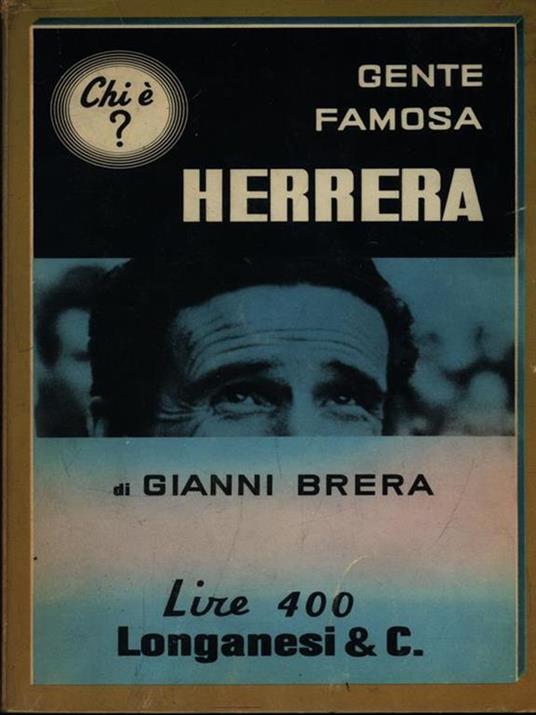 Chi è
?
GENTE
FAMOSA
HERRERA
di GIANNI BRERA
Lire 400
Longanesi & C.